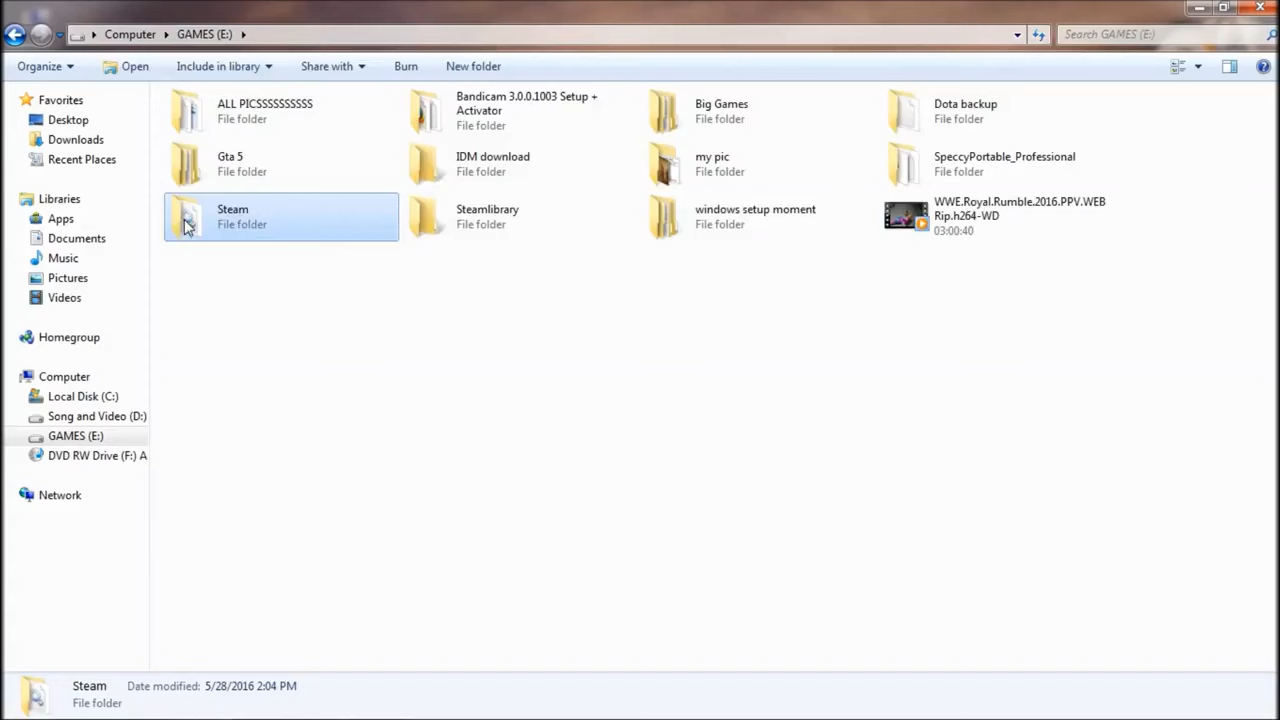 Computer GAMES (E:)
Search GAMES (E:)
Organize Open Include in library Share with Burn New folder
Favorites
Desktop
Downloads
Recent Places
Libraries
Apps
Documents
Music
Pictures
Videos
Homegroup
Computer
Local Disk (C:)
Song and Video (D:)
GAMES (E:)
DVD RW Drive (F:) A
Network
ALL PICSSSSSSSSSS
File folder
Bandicam 3.0.0.1003 Setup +
Activator
File folder
Big Games
File folder
Dota backup
File folder
Gta 5
File folder
IDM download
File folder
my pic
File folder
SpeccyPortable_Professional
File folder
Steam
File folder
Steamlibrary
File folder
windows setup moment
File folder
WWE.Royal.Rumble.2016.PPV.WEB
Rip.h264-WD
03:00:40
Steam Date modified: 5/28/2016 2:04 PM
File folder